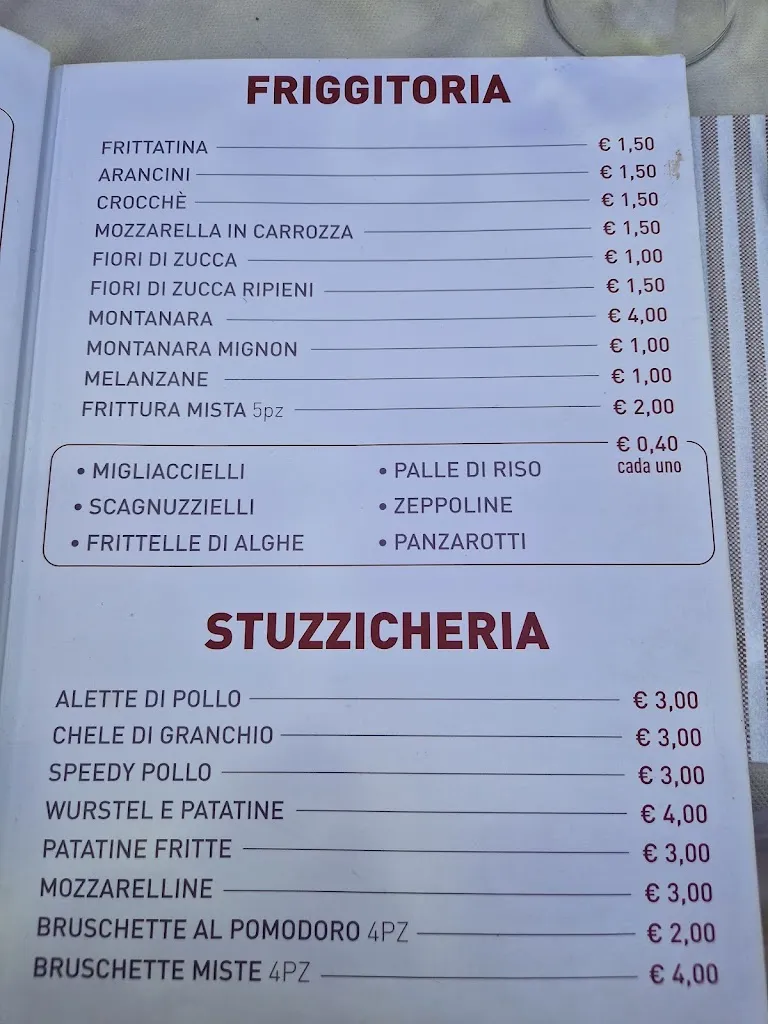 FRIGGITORIA
FRITTATINA € 1,50
ARANCINI € 1,50
CROCCHÈ € 1,50
MOZZARELLA IN CARROZZA € 1,50
FIORI DI ZUCCA € 1,00
FIORI DI ZUCCA RIPIENI € 1,50
MONTANARA € 4,00
MONTANARA MIGNON € 1,00
MELANZANE € 1,00
FRITTURA MISTA 5pz € 2,00
€ 0,40
cada uno
• MIGLIACCIELLI • PALLE DI RISO
• SCAGNUZZIELLI • ZEPPOLINE
• FRITTELLE DI ALGHE • PANZAROTTI
STUZZICHERIA
ALETTE DI POLLO € 3,00
CHELE DI GRANCHIO € 3,00
SPEEDY POLLO € 3,00
WURSTEL E PATATINE € 4,00
PATATINE FRITTE € 3,00
MOZZARELLINE € 3,00
BRUSCHETTE AL POMODORO 4PZ € 2,00
BRUSCHETTE MISTE 4PZ € 4,00